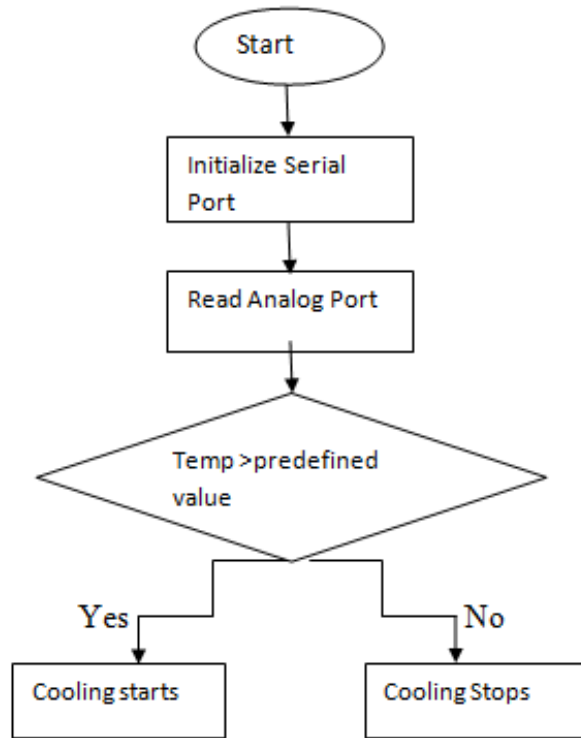 Start
Initialize Serial
Port
Read Analog Port
Temp >predefined
value
Yes
No
Cooling starts
Cooling Stops